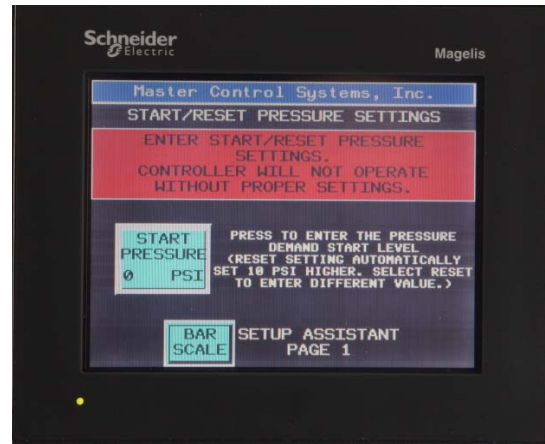 Schneider
Electric
Magelis
Master Control Systems, Inc.
START/RESET PRESSURE SETTINGS
ENTER START/RESET PRESSURE
SETTINGS.
CONTROLLER WILL NOT OPERATE
WITHOUT PROPER SETTINGS.
START
PRESSURE
0 PSI
PRESS TO ENTER THE PRESSURE
DEMAND START LEVEL
(RESET SETTING AUTOMATICALLY
SET 10 PSI HIGHER. SELECT RESET
TO ENTER DIFFERENT VALUE.)
BAR
SCALE
SETUP ASSISTANT
PAGE 1